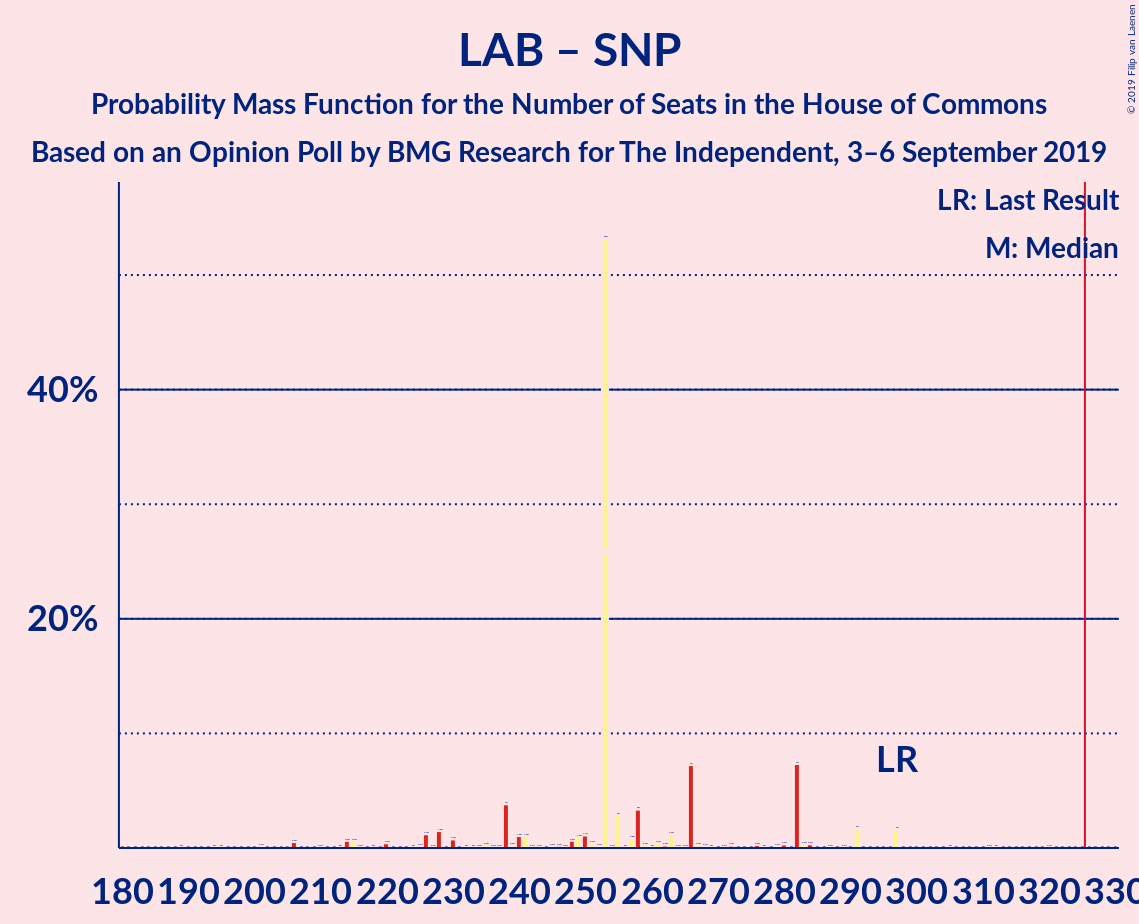 LAB – SNP
Probability Mass Function for the Number of Seats in the House of Commons
Based on an Opinion Poll by BMG Research for The Independent, 3–6 September 2019
© 2019 Filip van Laenen
LR: Last Result
M: Median
40%
20%
LR
180 190 200 210 220 230 240 250 260 270 280 290 300 310 320 330